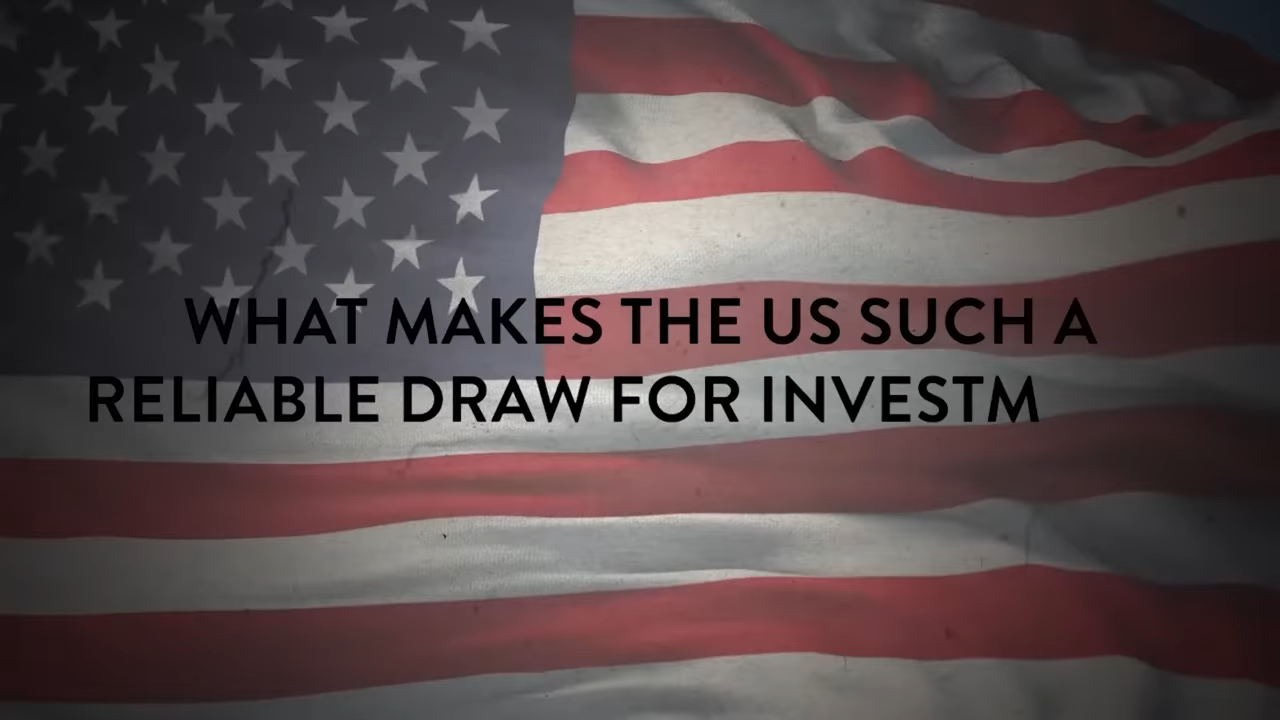 WHAT MAKES THE US SUCH A
RELIABLE DRAW FOR INVESTM